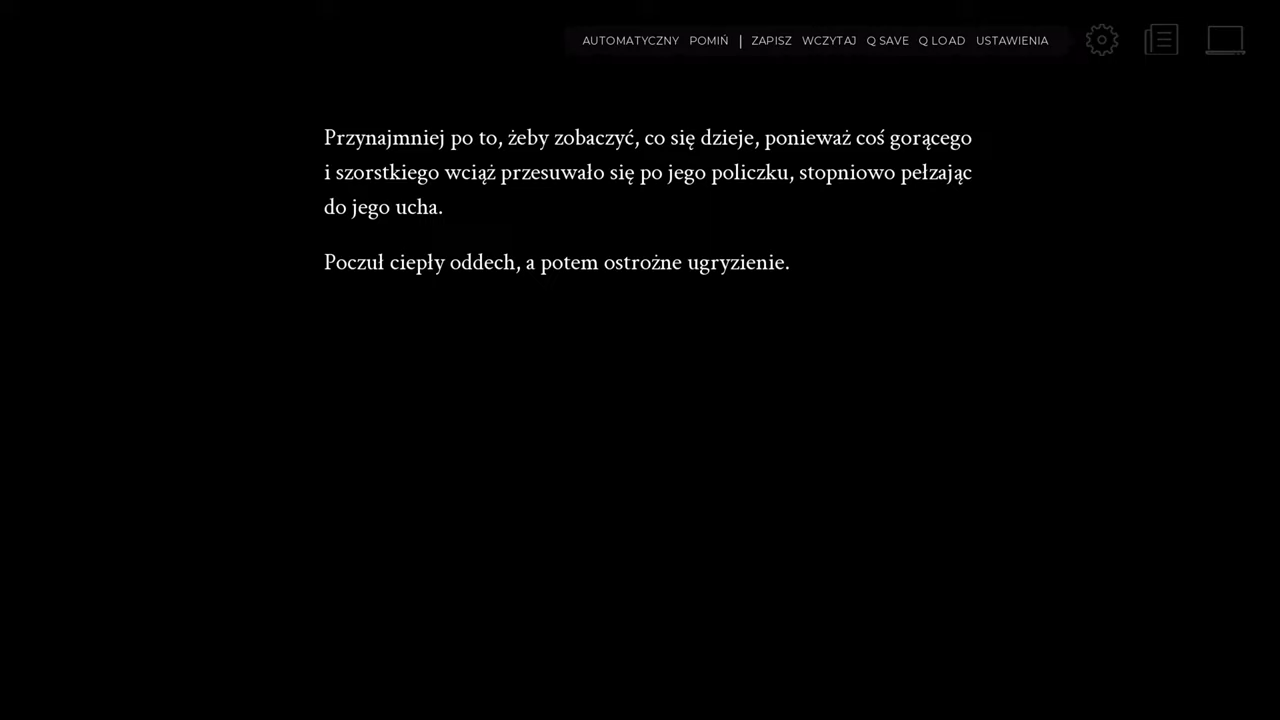 AUTOMATYCZNY POMIŃ | ZAPISZ WCZYTAJ Q SAVE Q LOAD USTAWIENIA
Przynajmniej po to, żeby zobaczyć, co się dzieje, ponieważ coś gorącego
i szorstkiego wciąż przesuwało się po jego policzku, stopniowo pełzając
do jego ucha.
Poczuł ciepły oddech, a potem ostrożne ugryzienie.